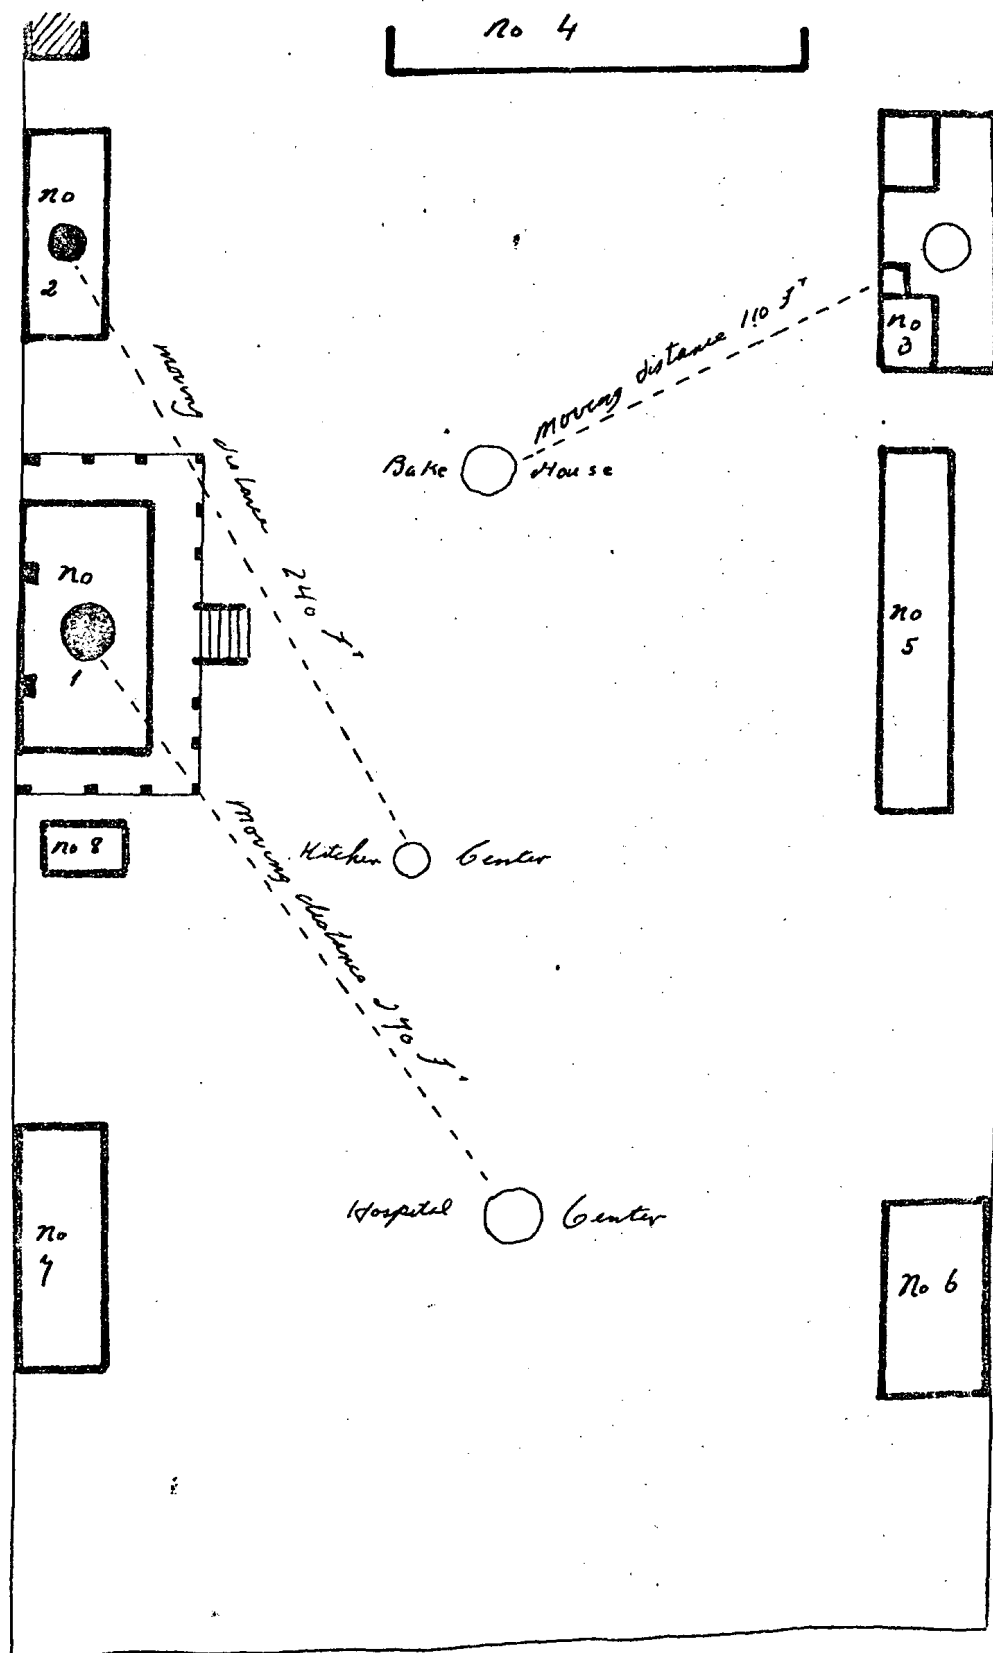 no 4
no
2
moving distance 110 Ft
no
3
moving distance 240 Ft
Bake House
no
1
no
5
no 8
Kitchen Center
moving distance 270 Ft
Hospital Center
no
7
no 6